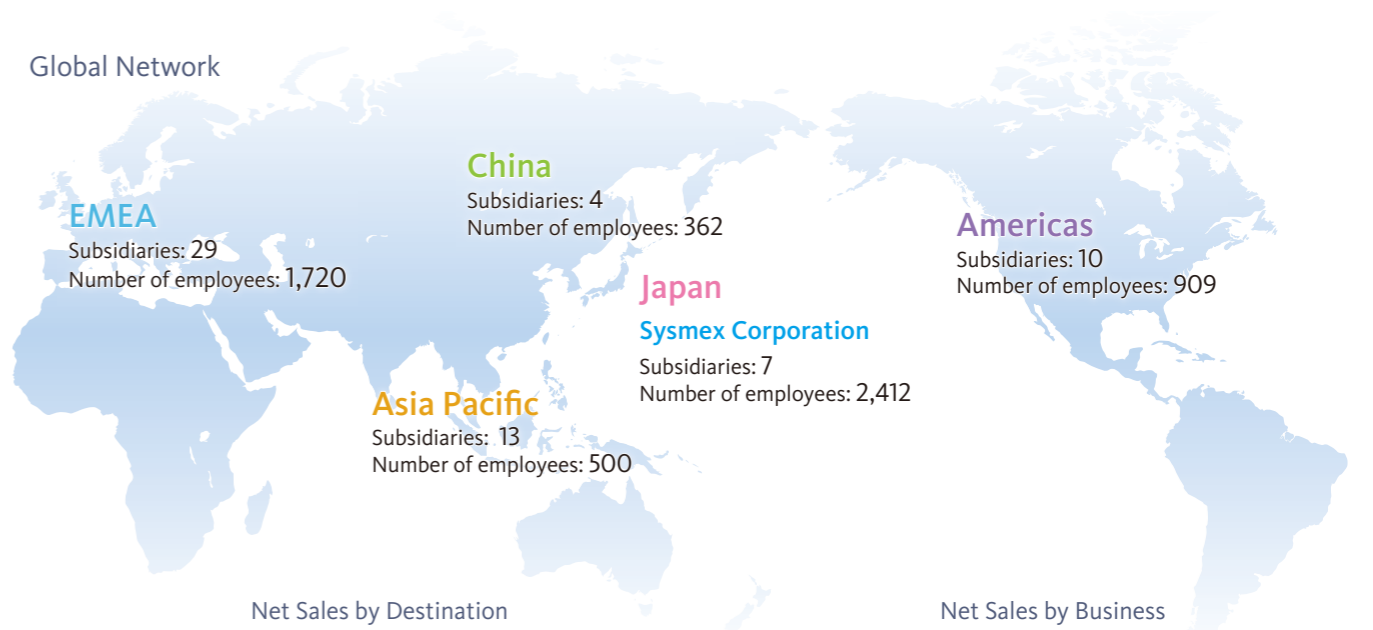 Global Network
China
Subsidiaries: 4
Number of employees: 362
EMEA
Subsidiaries: 29
Number of employees: 1,720
Americas
Subsidiaries: 10
Number of employees: 909
Japan
Sysmex Corporation
Subsidiaries: 7
Number of employees: 2,412
Asia Pacific
Subsidiaries: 13
Number of employees: 500
Net Sales by Destination
Net Sales by Business